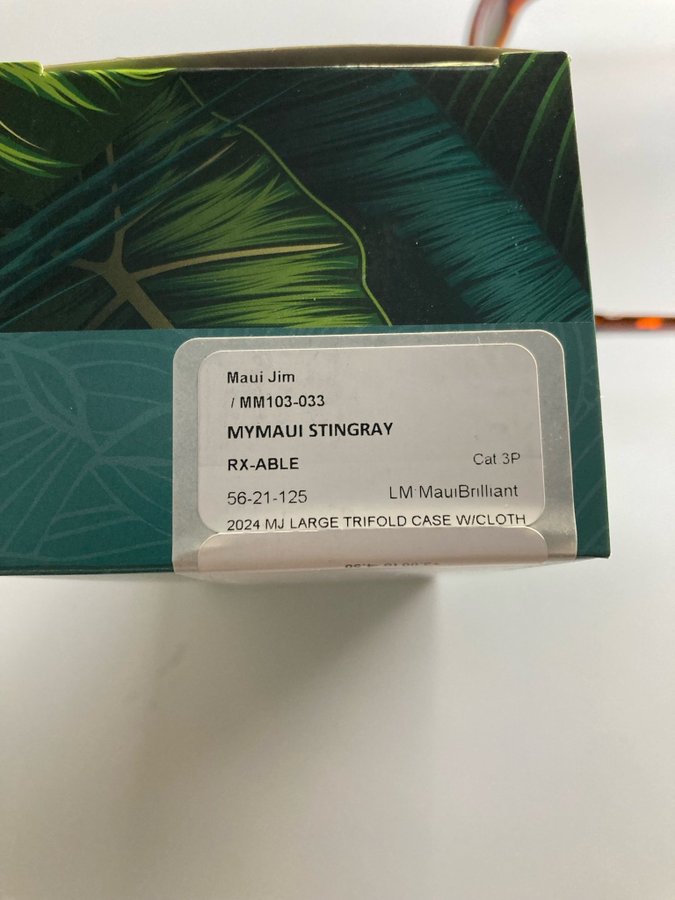 Maui Jim
/ MM103-033
MYMAUI STINGRAY
RX-ABLE
Cat 3P
56-21-125
LM:MauiBrilliant
2024 MJ LARGE TRIFOLD CASE W/CLOTH